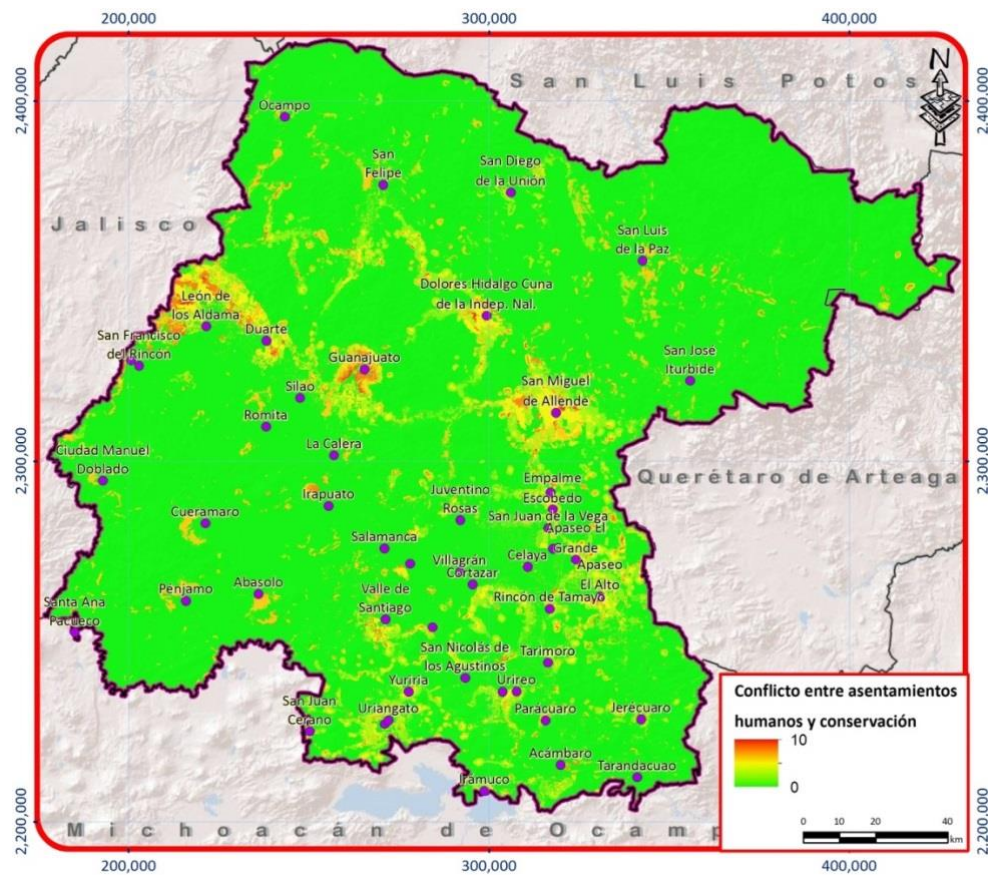 200,000
300,000
400,000
San Luis Potos
N
2,400,000
2,400,000
Ocampo
San
Felipe
San Diego
de la Unión
Jalisco
San Luis
de la Paz
León de
los Aldama
Dolores Hidalgo Cuna
de la Indep. Nal.
San Francisco
del Rincón
Duarte
Guanajuato
San Jose
Iturbide
Silao
San Miguel
de Allende
Romita
La Calera
2,300,000
2,300,000
Ciudad Manuel
Doblado
Querétaro de Arteaga
Empalme
Escobedo
Irapuato
Juventino
Rosas
Cueramaro
San Juan de la Vega
Apaseo El
Grande
Salamanca
Villagrán
Celaya
Apaseo
El Alto
Cortazar
Penjamo
Abasolo
Valle de
Santiago
Rincón de Tamayo
Santa Ana
Pacueco
San Nicolás de
los Agustinos
Tarimoro
Yuriria
Urireo
San Juan
Cerano
Uriangato
Paracuaro
Jerecuaro
Acámbaro
Tarandacuao
Iramuco
Conflicto entre asentamientos
humanos y conservación
10
0
0
10
20
40
km
2,200,000
2,200,000
Michoacán de Ocamp
200,000
300,000
400,000